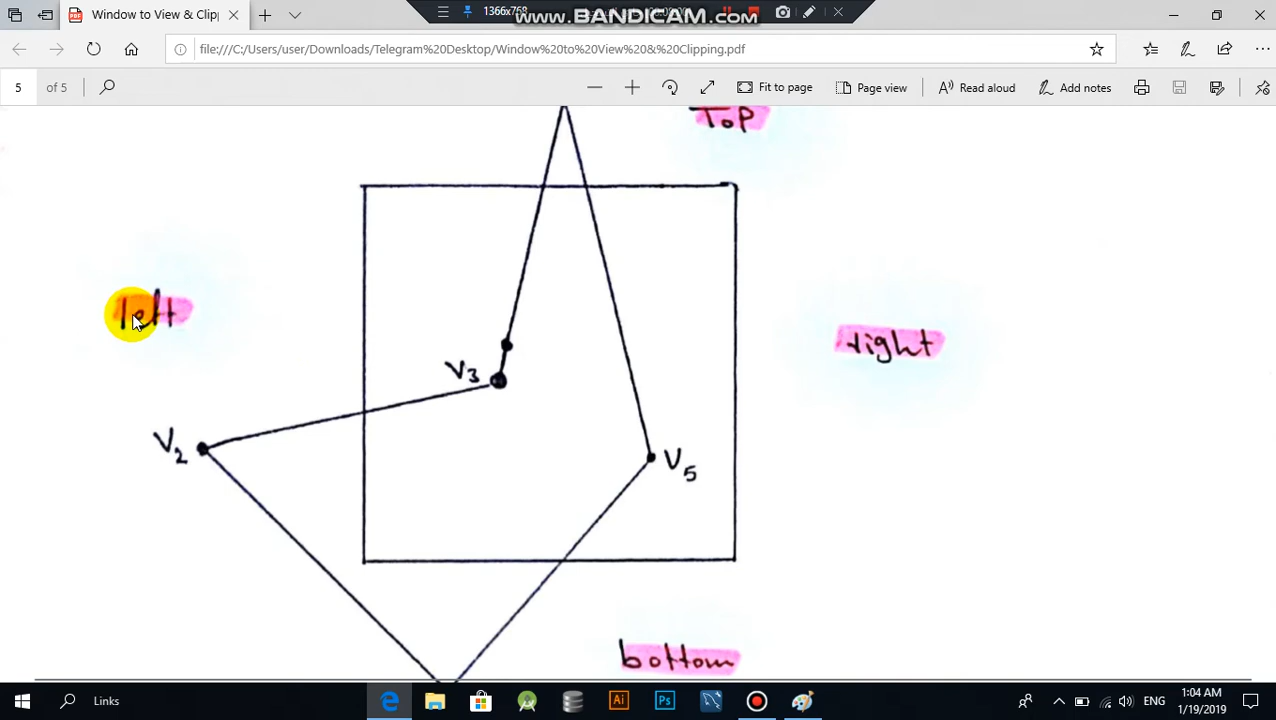 Window to View & Clip
1366x768
www.BANDICAM.com
file:///C:/Users/user/Downloads/Telegram%20Desktop/Window%20to%20View%20&%20Clipping.pdf
5 of 5
Fit to page
Page view
Read aloud
Add notes
Top
left
V3
right
V2
V5
bottom
Links
ENG
1:04 AM
1/19/2019